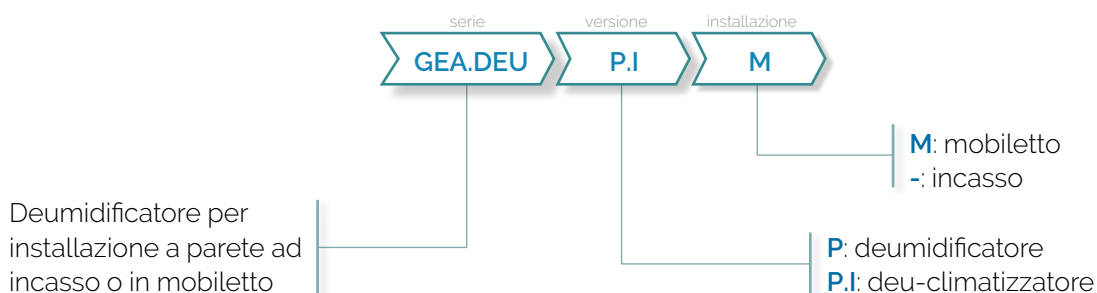 serie versione installazione
GEA.DEU P.I M
M: mobiletto
-: incasso
Deumidificatore per
installazione a parete ad
incasso o in mobiletto
P: deumidificatore
P.I: deu-climatizzatore